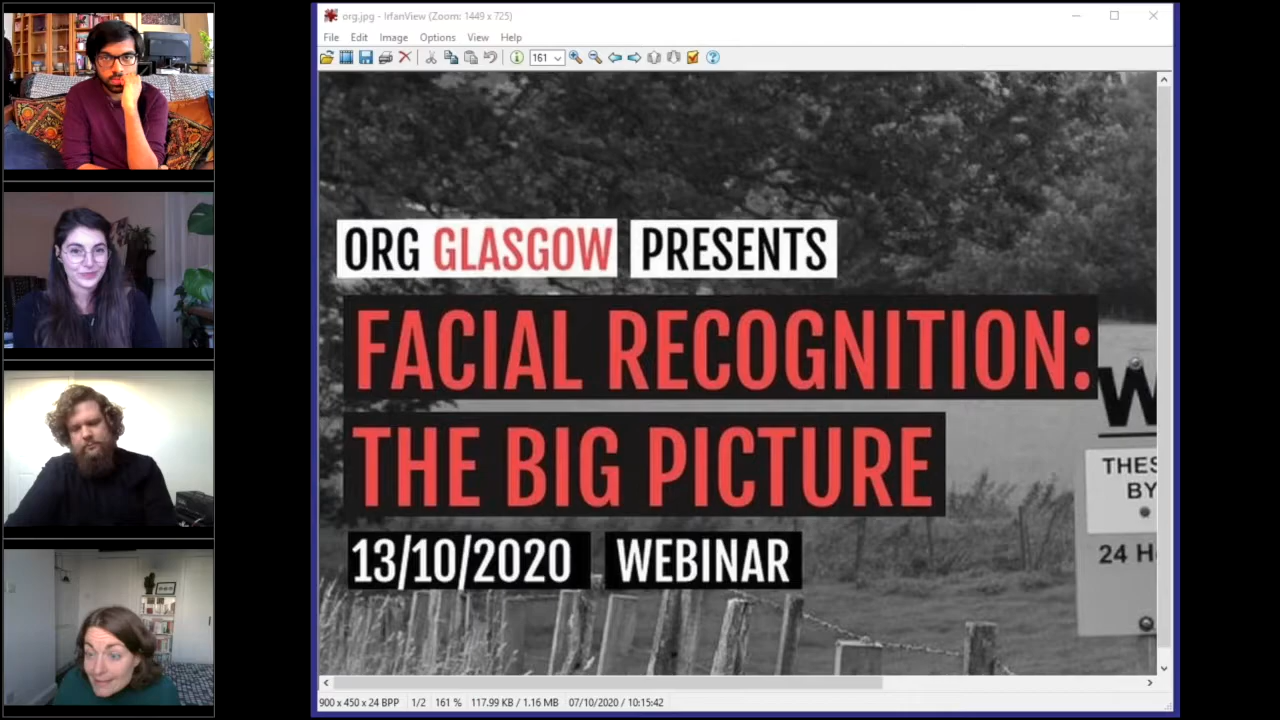 org.jpg - IrfanView (Zoom: 1449 x 725)
File Edit Image Options View Help
161
ORG GLASGOW PRESENTS
FACIAL RECOGNITION:
THE BIG PICTURE
13/10/2020 WEBINAR
W
THES
BY
24 H
900 x 450 x 24 BPP 1/2 161 % 117.99 KB / 1.16 MB 07/10/2020 / 10:15:42